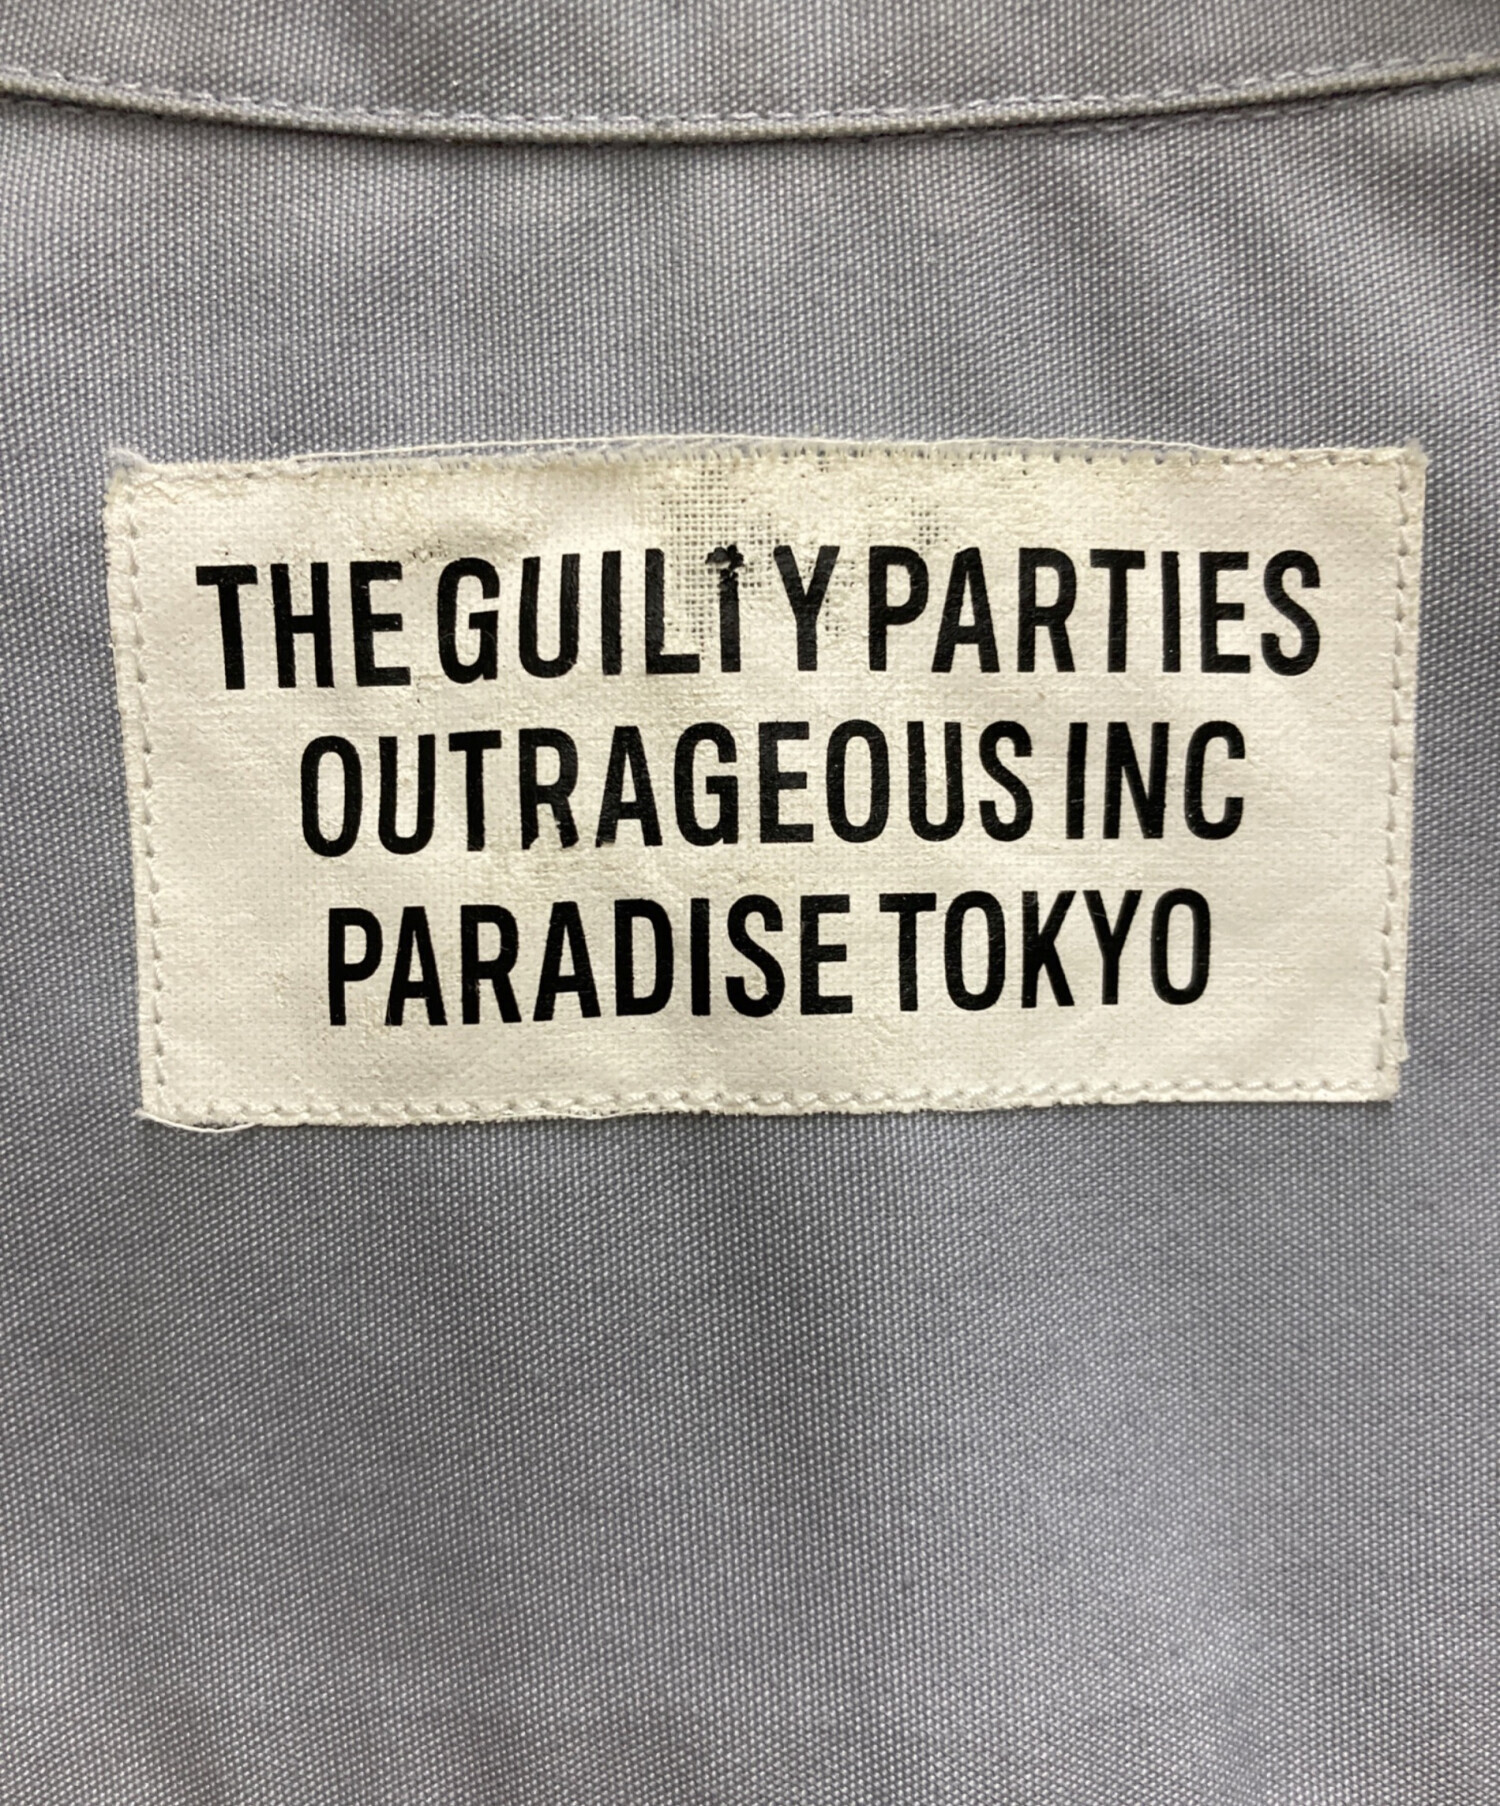 THE GUILTY PARTIES
OUTRAGEOUS INC
PARADISE TOKYO